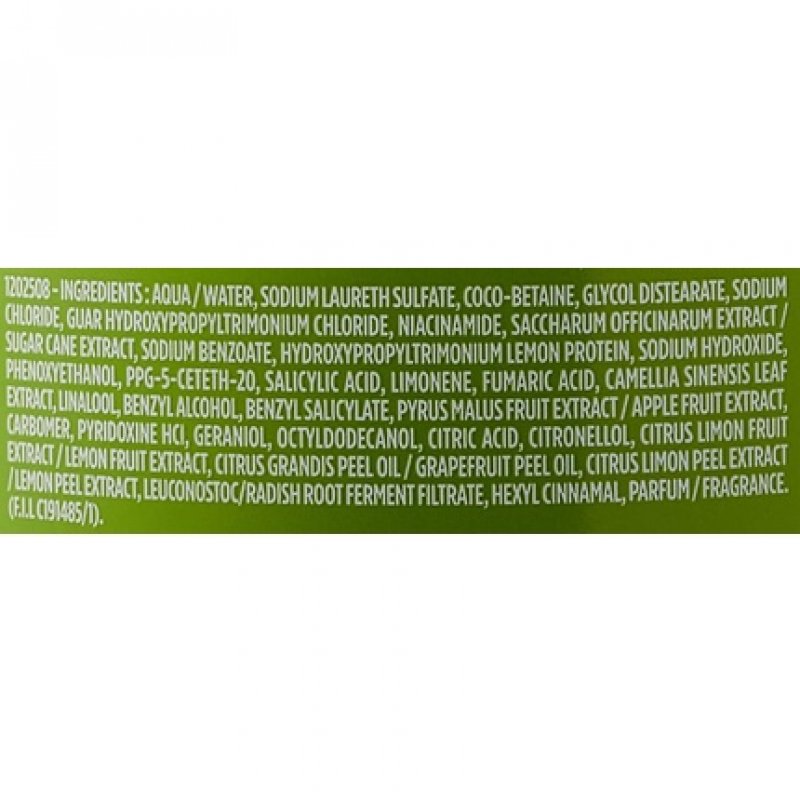 1202508 - INGREDIENTS : AQUA / WATER, SODIUM LAURETH SULFATE, COCO-BETAINE, GLYCOL DISTEARATE, SODIUM
CHLORIDE, GUAR HYDROXYPROPYLTRIMONIUM CHLORIDE, NIACINAMIDE, SACCHARUM OFFICINARUM EXTRACT /
SUGAR CANE EXTRACT, SODIUM BENZOATE, HYDROXYPROPYLTRIMONIUM LEMON PROTEIN, SODIUM HYDROXIDE,
PHENOXYETHANOL, PPG-5-CETETH-20, SALICYLIC ACID, LIMONENE, FUMARIC ACID, CAMELLIA SINENSIS LEAF
EXTRACT, LINALOOL, BENZYL ALCOHOL, BENZYL SALICYLATE, PYRUS MALUS FRUIT EXTRACT / APPLE FRUIT EXTRACT,
CARBOMER, PYRIDOXINE HCl, GERANIOL, OCTYLDODECANOL, CITRIC ACID, CITRONELLOL, CITRUS LIMON FRUIT
EXTRACT / LEMON FRUIT EXTRACT, CITRUS GRANDIS PEEL OIL / GRAPEFRUIT PEEL OIL, CITRUS LIMON PEEL EXTRACT
/ LEMON PEEL EXTRACT, LEUCONOSTOC/RADISH ROOT FERMENT FILTRATE, HEXYL CINNAMAL, PARFUM / FRAGRANCE.
(F.I.L C191485/1).